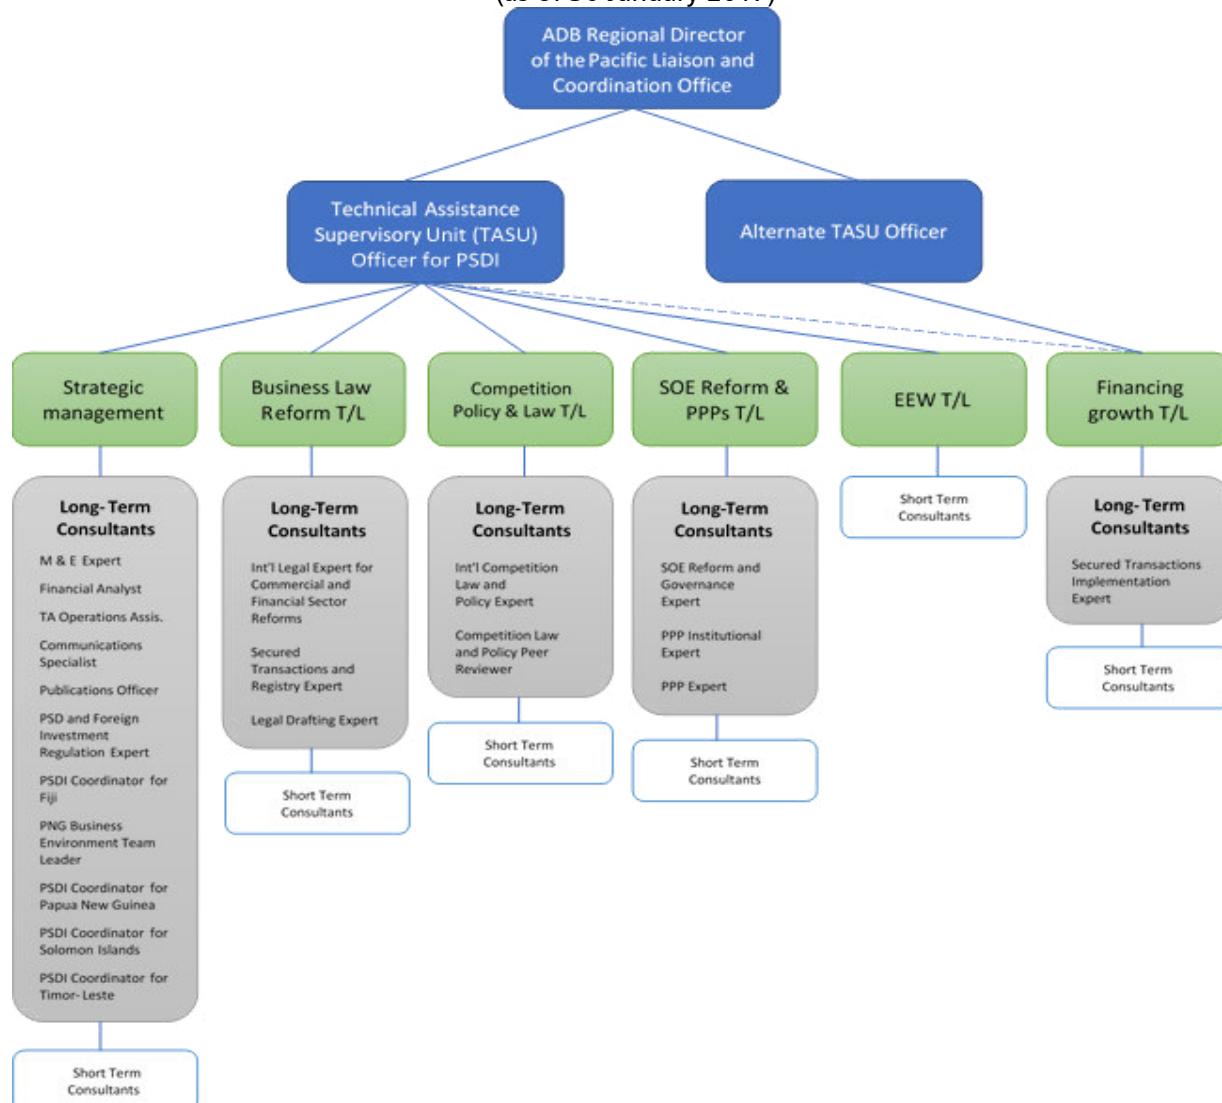 ADB Regional Director
of the Pacific Liaison and
Coordination Office
Technical Assistance
Supervisory Unit (TASU)
Officer for PSDI
Alternate TASU Officer
Strategic
management
Business Law
Reform T/L
Competition
Policy & Law T/L
SOE Reform &
PPPs T/L
EEW T/L
Financing
growth T/L
Long-Term
Consultants
M & E Expert
Financial Analyst
TA Operations Assis.
Communications
Specialist
Publications Officer
PSD and Foreign
Investment
Regulation Expert
PSDI Coordinator for
Fiji
PNG Business
Environment Team
Leader
PSDI Coordinator for
Papua New Guinea
PSDI Coordinator for
Solomon Islands
PSDI Coordinator for
Timor-Leste
Short Term
Consultants
Long-Term
Consultants
Int'l Legal Expert for
Commercial and
Financial Sector
Reforms
Secured
Transactions and
Registry Expert
Legal Drafting Expert
Short Term
Consultants
Long-Term
Consultants
Int'l Competition
Law and
Policy Expert
Competition Law
and Policy Peer
Reviewer
Short Term
Consultants
Long-Term
Consultants
SOE Reform and
Governance
Expert
PPP Institutional
Expert
PPP Expert
Short Term
Consultants
Short Term
Consultants
Long-Term
Consultants
Secured Transactions
Implementation
Expert
Short Term
Consultants